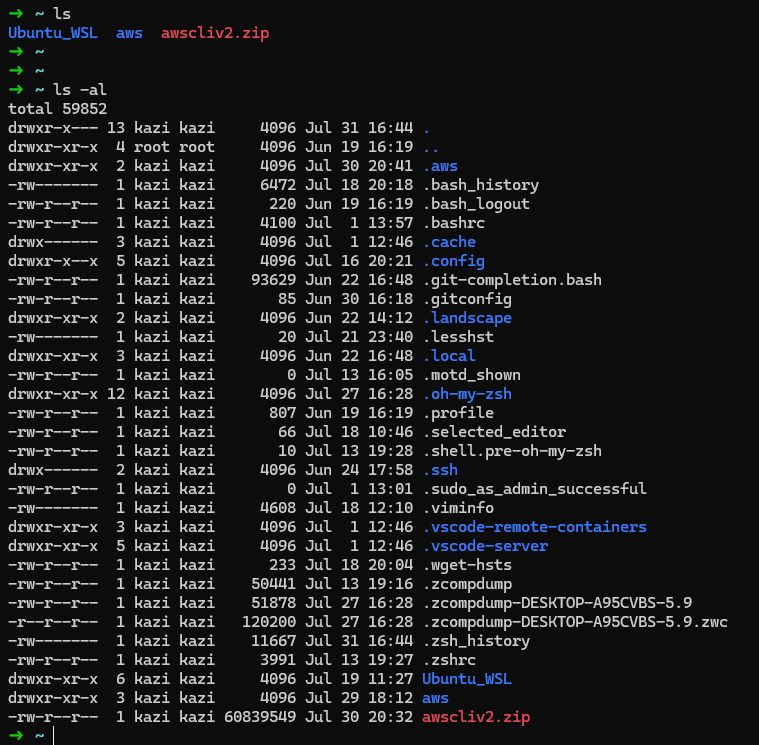 ➜ ~ ls
Ubuntu_WSL  aws  awscliv2.zip
➜ ~
➜ ~
➜ ~ ls -al
total 59852
drwxr-x--- 13 kazi kazi     4096 Jul 31 16:44 .
drwxr-xr-x  4 root root     4096 Jun 19 16:19 ..
drwxr-xr-x  2 kazi kazi     4096 Jul 30 20:41 .aws
-rw-------  1 kazi kazi     6472 Jul 18 20:18 .bash_history
-rw-r--r--  1 kazi kazi      220 Jun 19 16:19 .bash_logout
-rw-r--r--  1 kazi kazi     4100 Jul  1 13:57 .bashrc
drwx------  3 kazi kazi     4096 Jul  1 12:46 .cache
drwxr-x--x  5 kazi kazi     4096 Jul 16 20:21 .config
-rw-r--r--  1 kazi kazi    93629 Jun 22 16:48 .git-completion.bash
-rw-r--r--  1 kazi kazi       85 Jun 30 16:18 .gitconfig
drwxr-xr-x  2 kazi kazi     4096 Jun 22 14:12 .landscape
-rw-------  1 kazi kazi       20 Jul 21 23:40 .lesshst
drwxr-xr-x  3 kazi kazi     4096 Jun 22 16:48 .local
-rw-r--r--  1 kazi kazi        0 Jul 13 16:05 .motd_shown
drwxr-xr-x 12 kazi kazi     4096 Jul 27 16:28 .oh-my-zsh
-rw-r--r--  1 kazi kazi      807 Jun 19 16:19 .profile
-rw-r--r--  1 kazi kazi       66 Jul 18 10:46 .selected_editor
-rw-r--r--  1 kazi kazi       10 Jul 13 19:28 .shell.pre-oh-my-zsh
drwx------  2 kazi kazi     4096 Jun 24 17:58 .ssh
-rw-r--r--  1 kazi kazi        0 Jul  1 13:01 .sudo_as_admin_successful
-rw-------  1 kazi kazi     4608 Jul 18 12:10 .viminfo
drwxr-xr-x  3 kazi kazi     4096 Jul  1 12:46 .vscode-remote-containers
drwxr-xr-x  5 kazi kazi     4096 Jul  1 12:46 .vscode-server
-rw-r--r--  1 kazi kazi      233 Jul 18 20:04 .wget-hsts
-rw-r--r--  1 kazi kazi    50441 Jul 13 19:16 .zcompdump
-rw-r--r--  1 kazi kazi    51878 Jul 27 16:28 .zcompdump-DESKTOP-A95CVBS-5.9
-r--r--r--  1 kazi kazi   120200 Jul 27 16:28 .zcompdump-DESKTOP-A95CVBS-5.9.zwc
-rw-------  1 kazi kazi    11667 Jul 31 16:44 .zsh_history
-rw-r--r--  1 kazi kazi     3991 Jul 13 19:27 .zshrc
drwxr-xr-x  6 kazi kazi     4096 Jul 19 11:27 Ubuntu_WSL
drwxr-xr-x  3 kazi kazi     4096 Jul 29 18:12 aws
-rw-r--r--  1 kazi kazi 60839549 Jul 30 20:32 awscliv2.zip
➜ ~